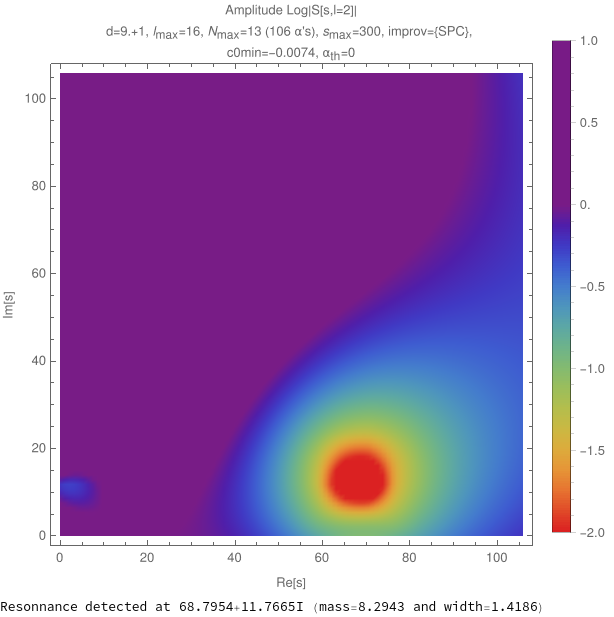 Amplitude Log|S[s,l=2]|
d=9.+1, lmax=16, Nmax=13 (106 α's), smax=300, improv={SPC},
c0min=-0.0074, αth=0
1.0
0.5
0.
-0.5
-1.0
-1.5
-2.0
Im[s]
100
80
60
40
20
0
0 20 40 60 80 100
Re[s]
Resonnance detected at 68.7954+11.7665I (mass=8.2943 and width=1.4186)